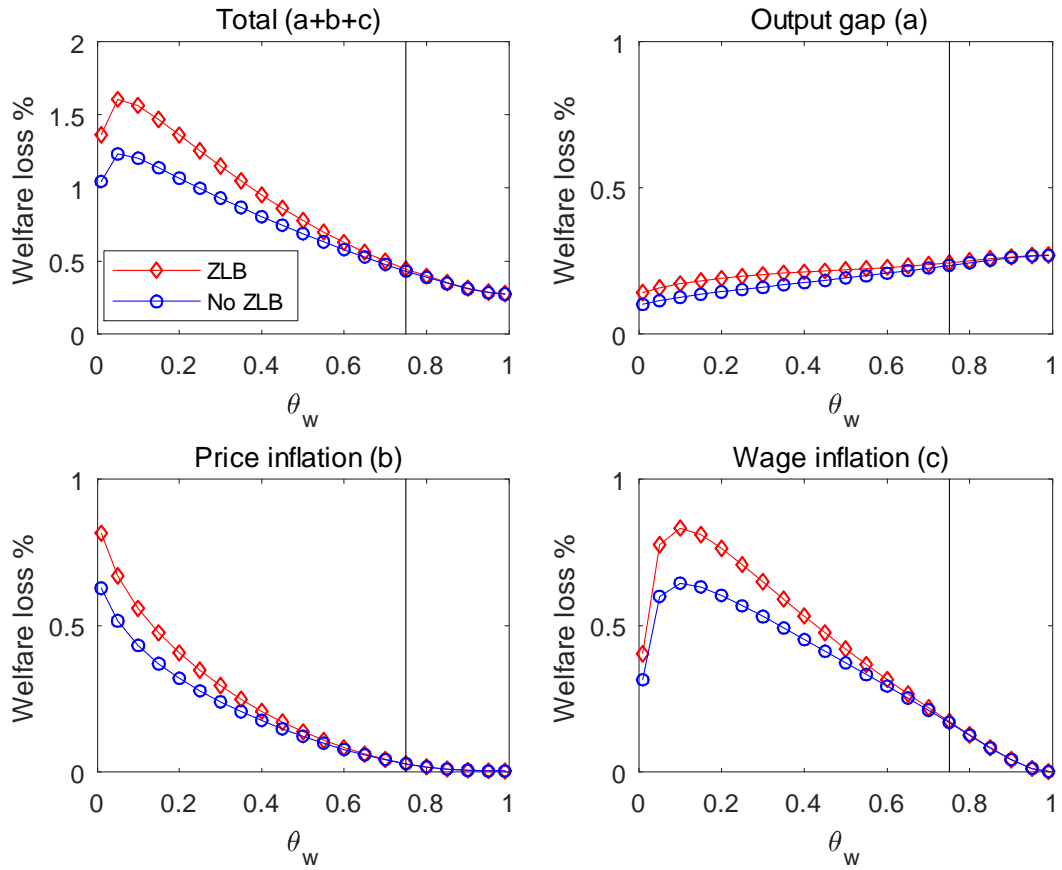 Total (a+b+c)
Welfare loss %
2
1.5
1
0.5
0
0 0.2 0.4 0.6 0.8 1
θ_w
ZLB
No ZLB
Output gap (a)
Welfare loss %
1
0.5
0
0 0.2 0.4 0.6 0.8 1
θ_w
Price inflation (b)
Welfare loss %
1
0.5
0
0 0.2 0.4 0.6 0.8 1
θ_w
Wage inflation (c)
Welfare loss %
1
0.5
0
0 0.2 0.4 0.6 0.8 1
θ_w